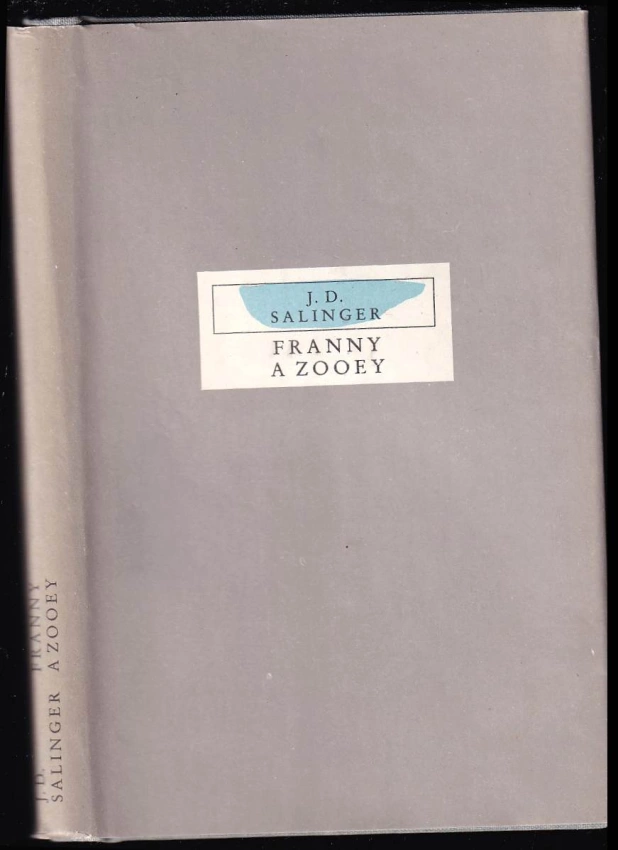 J. D.
SALINGER
FRANNY
A ZOOEY
J. D.
SALINGER
FRANNY
A ZOOEY